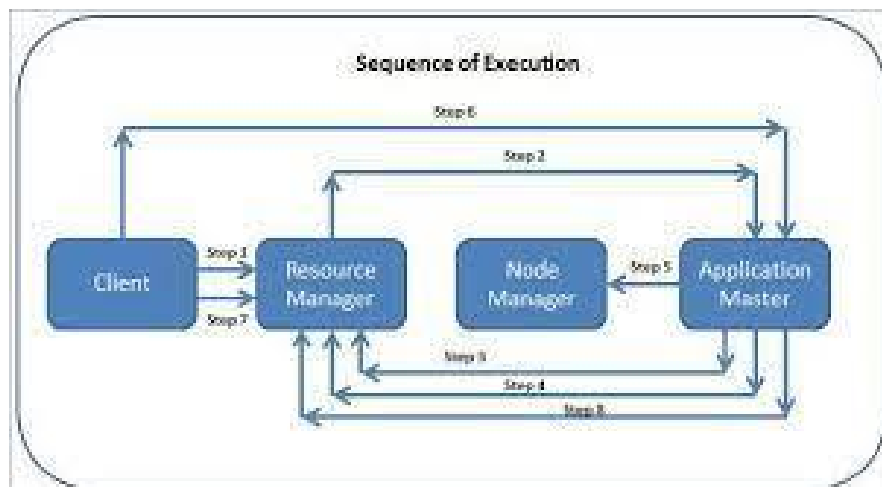 Sequence of Execution
Step 6
Step 2
Client
Step 1
Step 7
Resource
Manager
Node
Manager
Step 5
Application
Master
Step 3
Step 4
Step 8